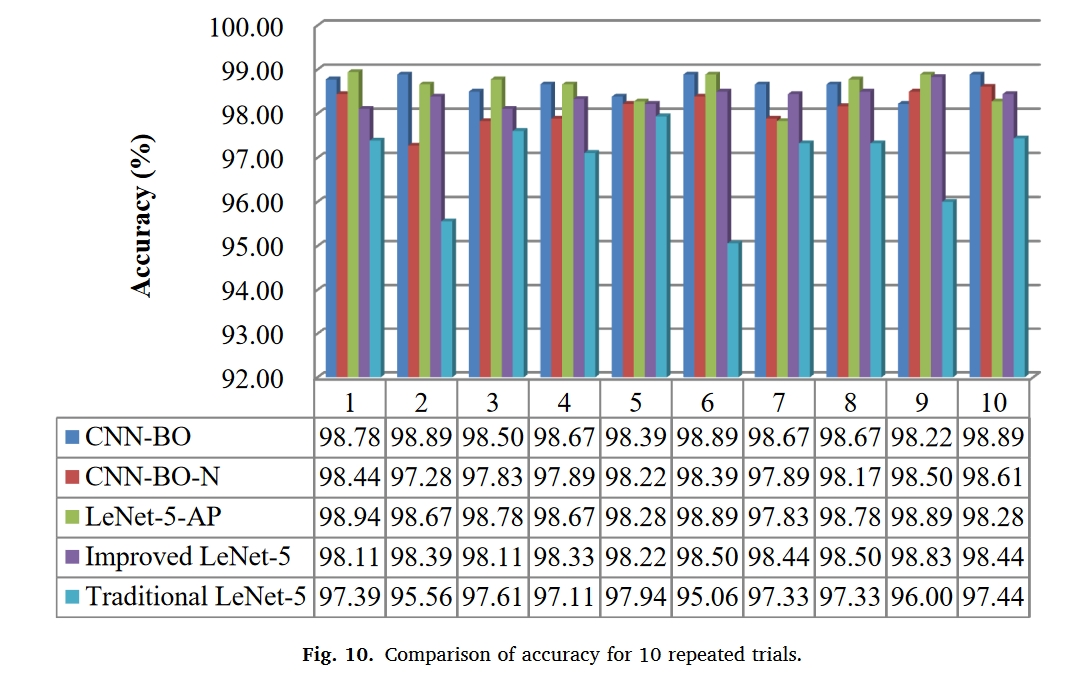 100.00
99.00
98.00
97.00
96.00
95.00
94.00
93.00
92.00
Accuracy (%)
1 2 3 4 5 6 7 8 9 10
CNN-BO 98.78 98.89 98.50 98.67 98.39 98.89 98.67 98.67 98.22 98.89
CNN-BO-N 98.44 97.28 97.83 97.89 98.22 98.39 97.89 98.17 98.50 98.61
LeNet-5-AP 98.94 98.67 98.78 98.67 98.28 98.89 97.83 98.78 98.89 98.28
Improved LeNet-5 98.11 98.39 98.11 98.33 98.22 98.50 98.44 98.50 98.83 98.44
Traditional LeNet-5 97.39 95.56 97.61 97.11 97.94 95.06 97.33 97.33 96.00 97.44
Fig. 10. Comparison of accuracy for 10 repeated trials.